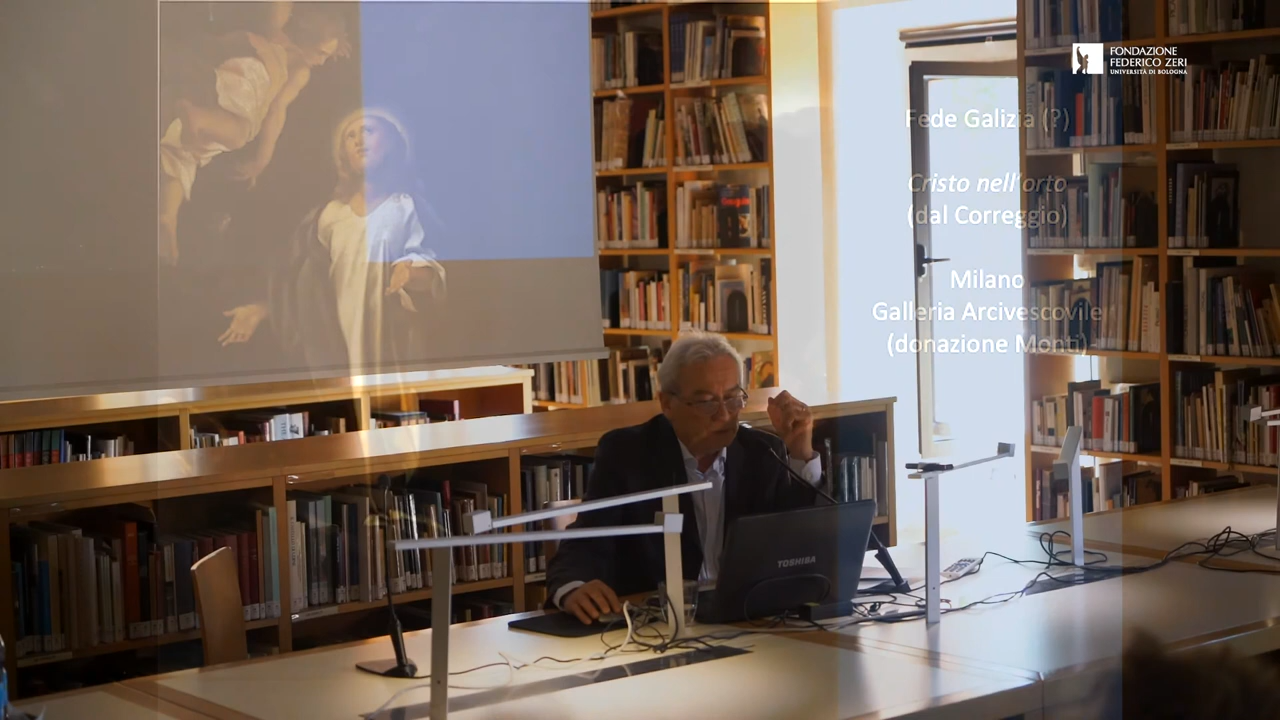 FONDAZIONE
FEDERICO ZERI
UNIVERSITÀ DI BOLOGNA
Fede Galizia (?)
Cristo nell'orto
(dal Correggio)
Milano
Galleria Arcivescovile
(donazione Monti)
TOSHIBA